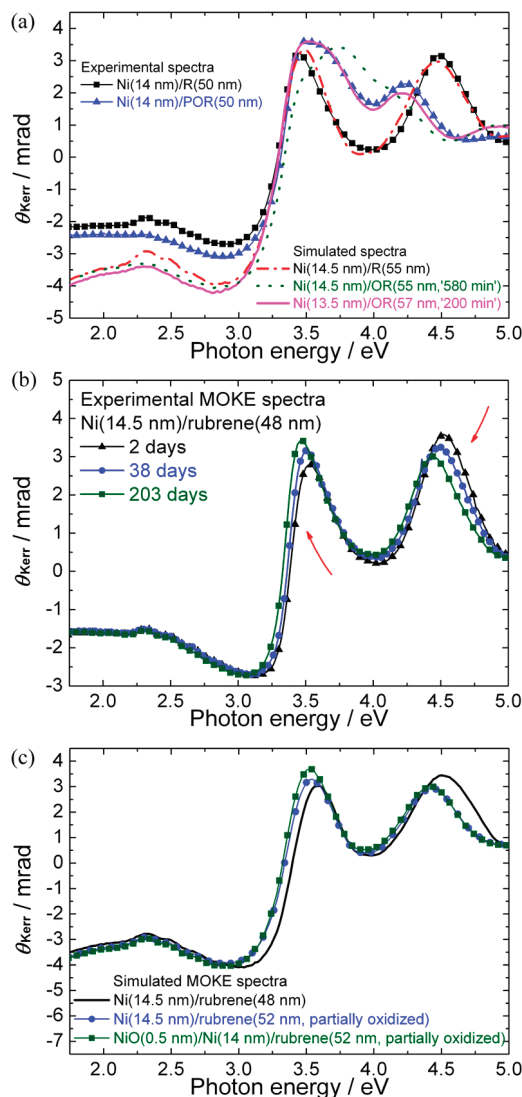 (a)
4
3
2
1
0
-1
-2
-3
-4
-5
θKerr / mrad
Experimental spectra
Ni(14 nm)/R(50 nm)
Ni(14 nm)/POR(50 nm)
Simulated spectra
Ni(14.5 nm)/R(55 nm)
Ni(14.5 nm)/OR(55 nm,'580 min')
Ni(13.5 nm)/OR(57 nm,'200 min')
2.0 2.5 3.0 3.5 4.0 4.5 5.0
Photon energy / eV
(b)
5
4
3
2
1
0
-1
-2
-3
θKerr / mrad
Experimental MOKE spectra
Ni(14.5 nm)/rubrene(48 nm)
2 days
38 days
203 days
2.0 2.5 3.0 3.5 4.0 4.5 5.0
Photon energy / eV
(c)
4
3
2
1
0
-1
-2
-3
-4
-5
-6
-7
θKerr / mrad
Simulated MOKE spectra
Ni(14.5 nm)/rubrene(48 nm)
Ni(14.5 nm)/rubrene(52 nm, partially oxidized)
NiO(0.5 nm)/Ni(14 nm)/rubrene(52 nm, partially oxidized)
2.0 2.5 3.0 3.5 4.0 4.5 5.0
Photon energy / eV